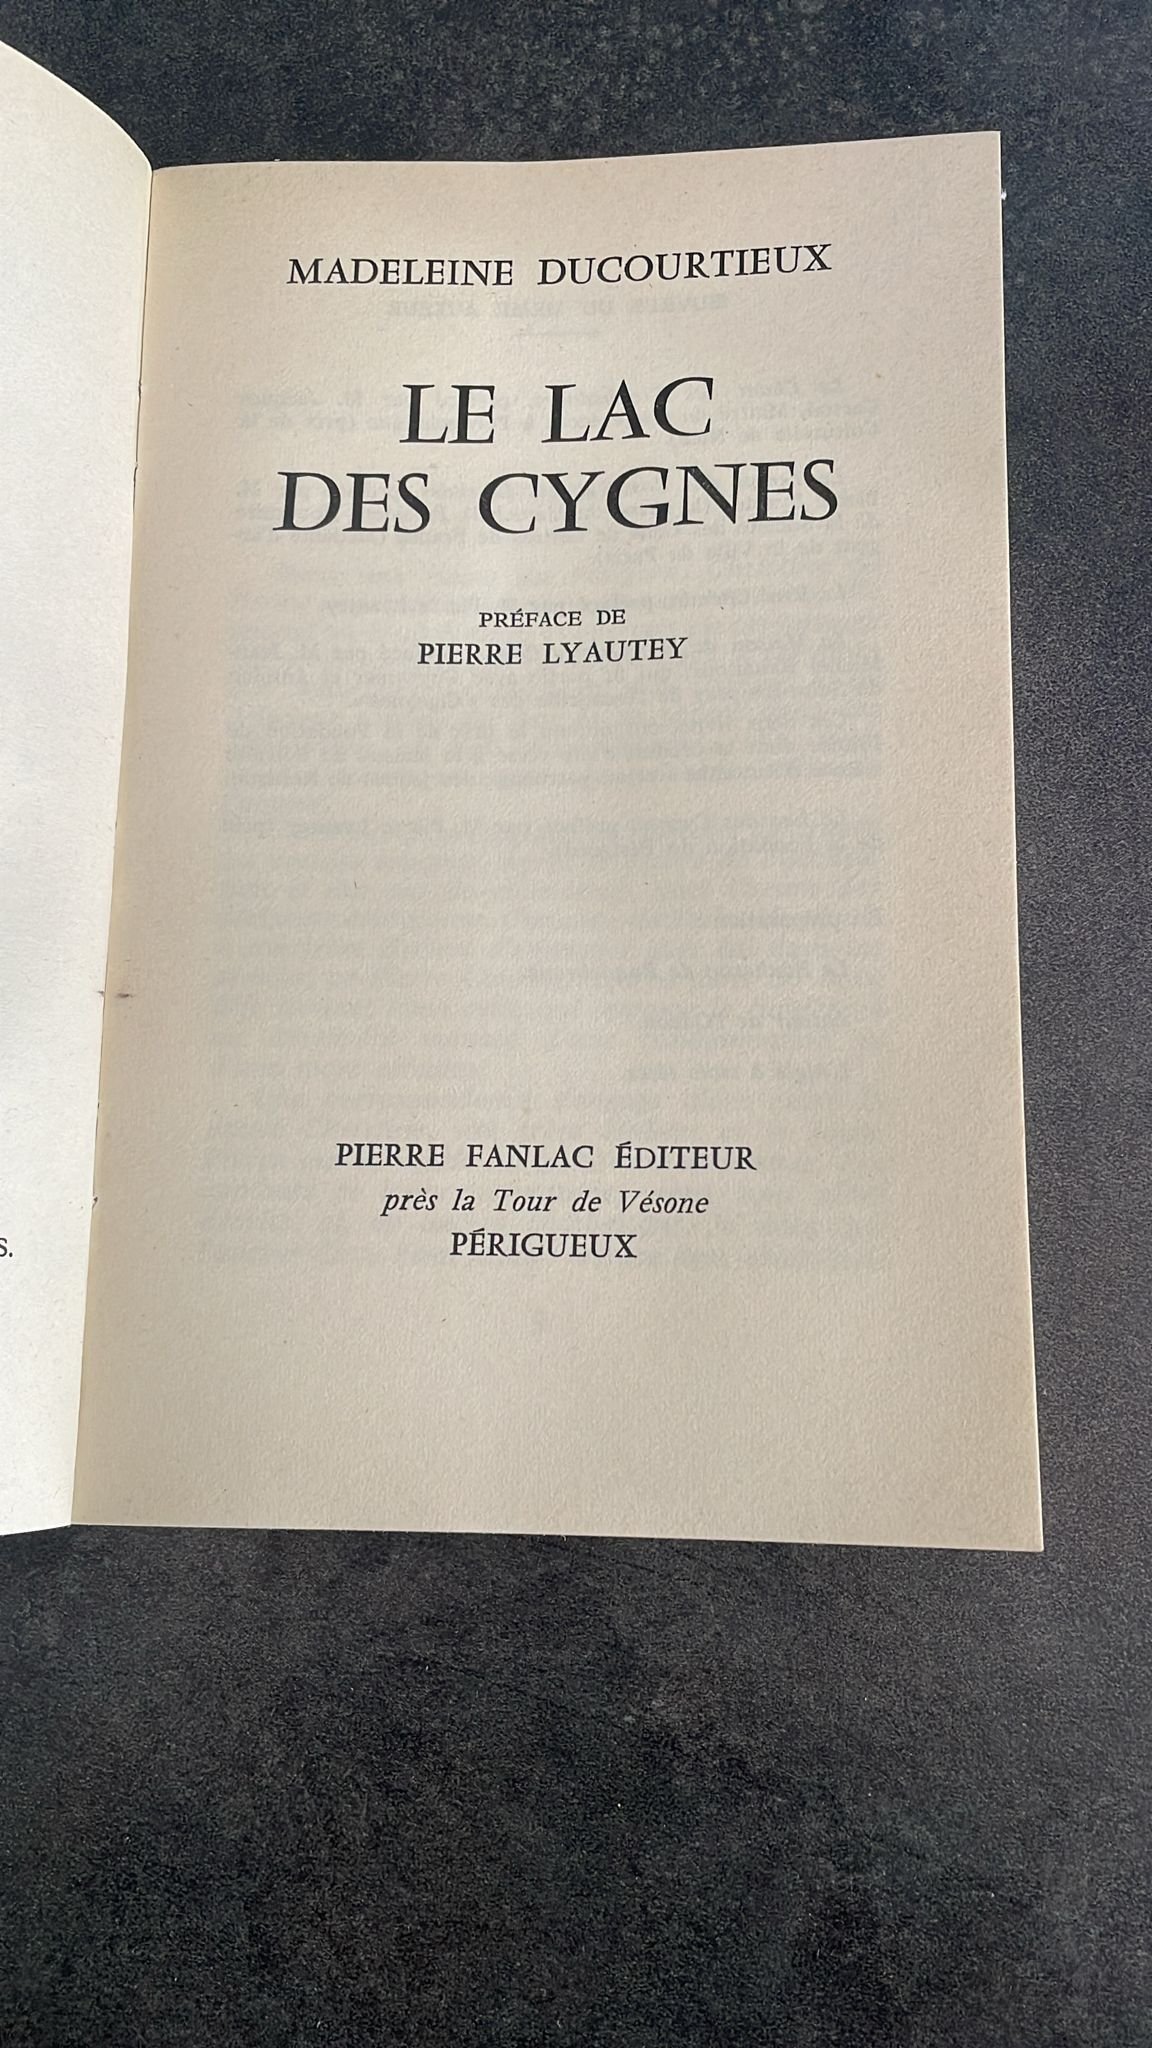 MADELEINE DUCOURTIEUX
LE LAC
DES CYGNES
PRÉFACE DE
PIERRE LYAUTEY
PIERRE FANLAC ÉDITEUR
près la Tour de Vésone
PÉRIGUEUX
s.